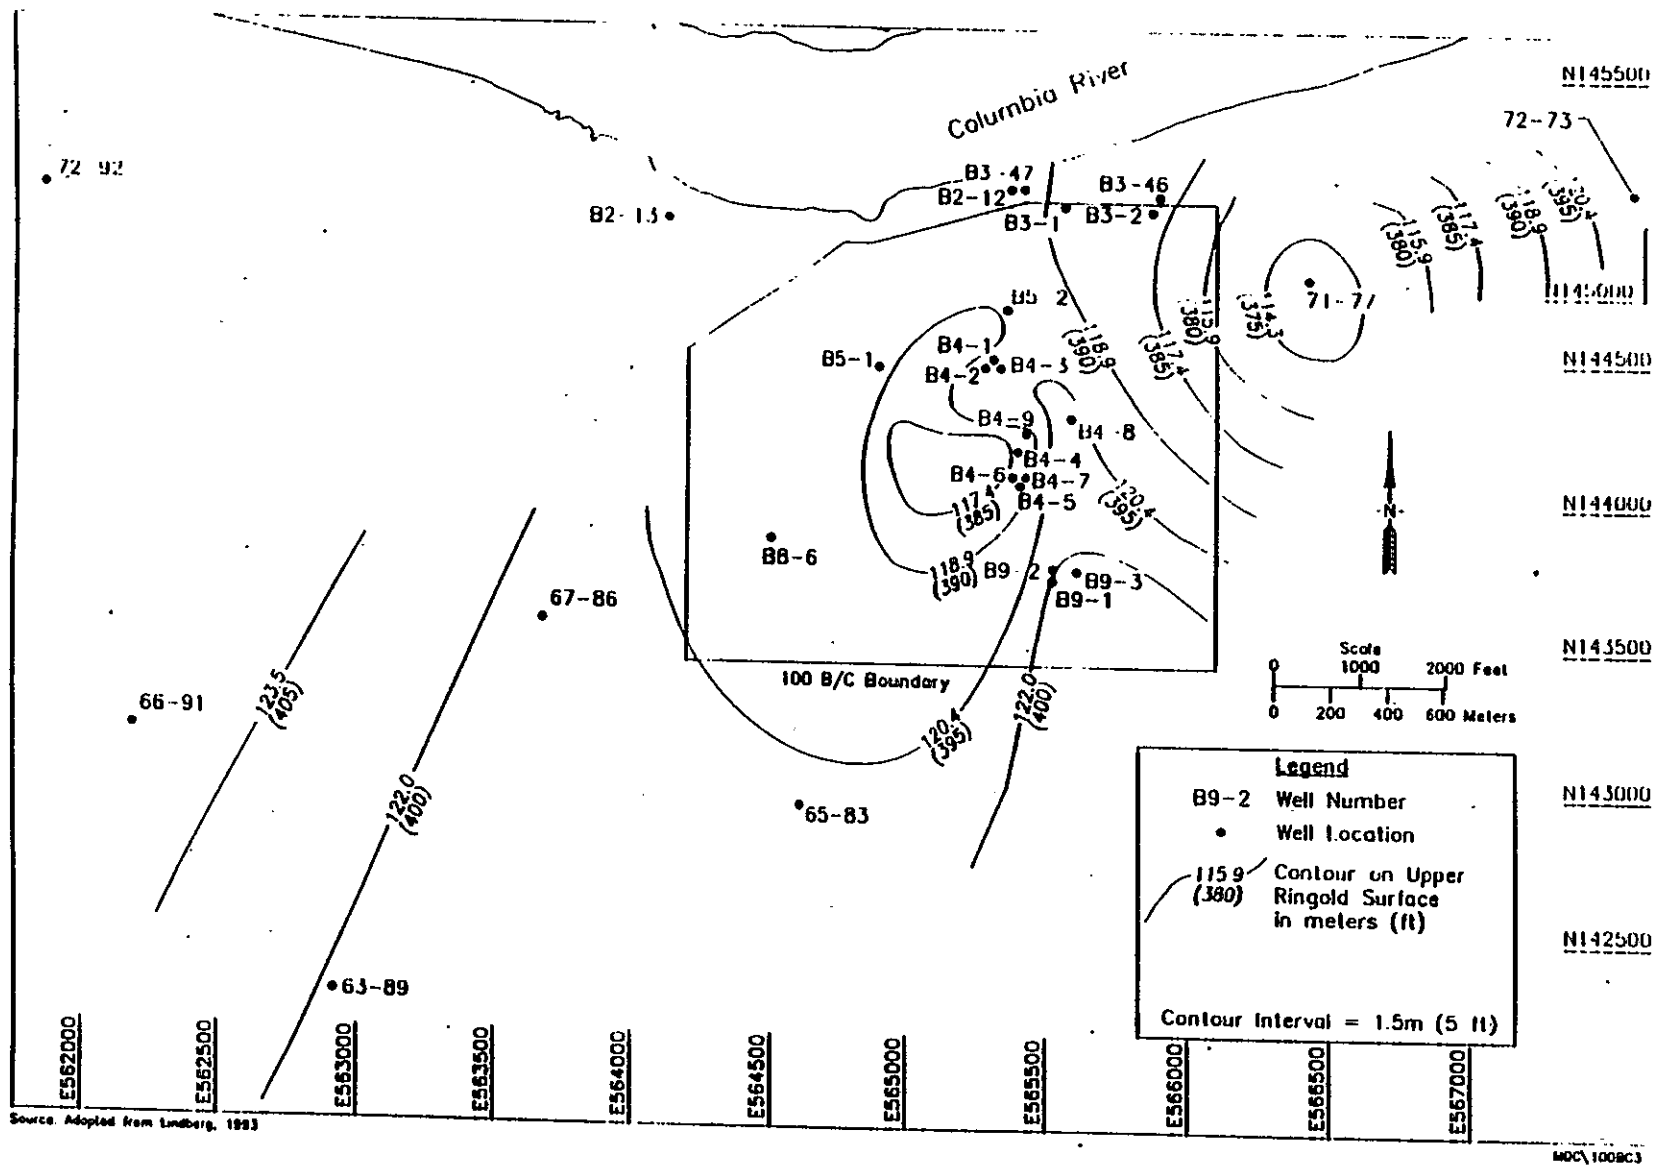 N145500
Columbia River
72-73
72-92
B3-47
B2-12
B3-46
B2-13
B3-1
B3-2
120.4
(395)
118.9
(390)
117.4
(385)
115.9
(380)
N145000
71-77
B5-2
114.3
(375)
115.9
(380)
117.4
(385)
118.9
(390)
B4-1
B5-1
B4-2
B4-3
N144500
B4-9
B4-8
B4-4
B4-6
B4-7
B4-5
117.4
(385)
120.4
(395)
-N-
N144000
B8-6
118.9
(390)
B9-2
B9-3
B9-1
67-86
N143500
Scale
0 1000 2000 Feet
0 200 400 600 Meters
100 B/C Boundary
123.5
(405)
66-91
122.0
(400)
120.4
(395)
122.0
(400)
65-83
N143000
Legend
B9-2 Well Number
Well Location
115.9
(380)
Contour on Upper
Ringold Surface
in meters (ft)
N142500
63-89
Contour Interval = 1.5m (5 ft)
E562000
E562500
E563000
E563500
E564000
E564500
E565000
E565500
E566000
E566500
E567000
Source: Adopted from Lindberg, 1993
MDC\100BC3